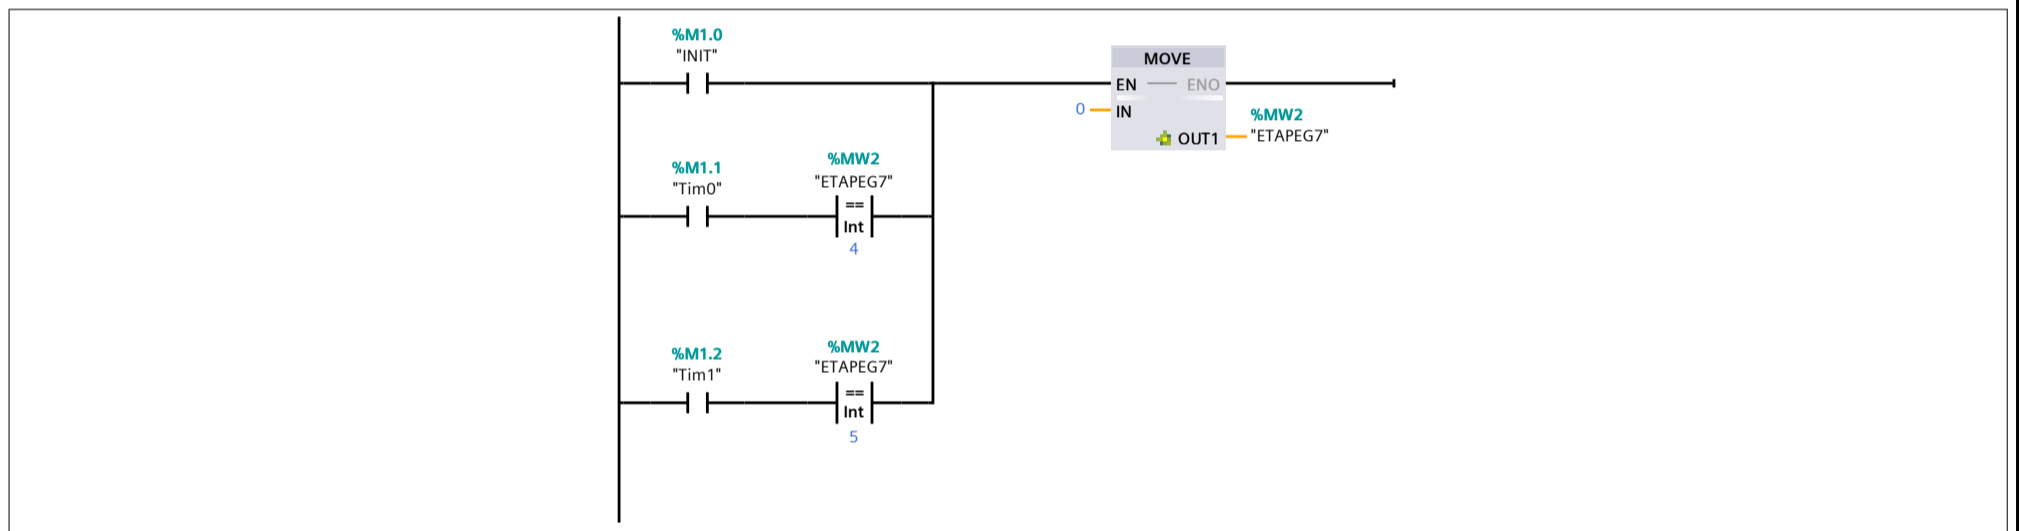 %M1.0
"INIT"
MOVE
EN
ENO
0
IN
%MW2
OUT1
"ETAPEG7"
%M1.1
"Tim0"
%MW2
"ETAPEG7"
==
Int
4
%M1.2
"Tim1"
%MW2
"ETAPEG7"
==
Int
5